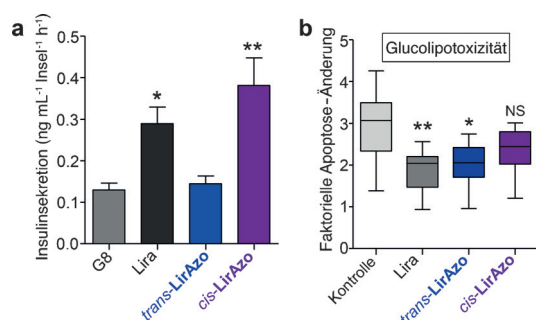 a
Insulinsekretion (ng mL⁻¹ Insel⁻¹ h⁻¹)
0.5
0.4
0.3
0.2
0.1
0.0
*
**
G8
Lira
trans-LirAzo
cis-LirAzo
b
Glucolipotoxizität
Faktorielle Apoptose-Änderung
5
4
3
2
1
0
**
*
NS
Kontrolle
Lira
trans-LirAzo
cis-LirAzo